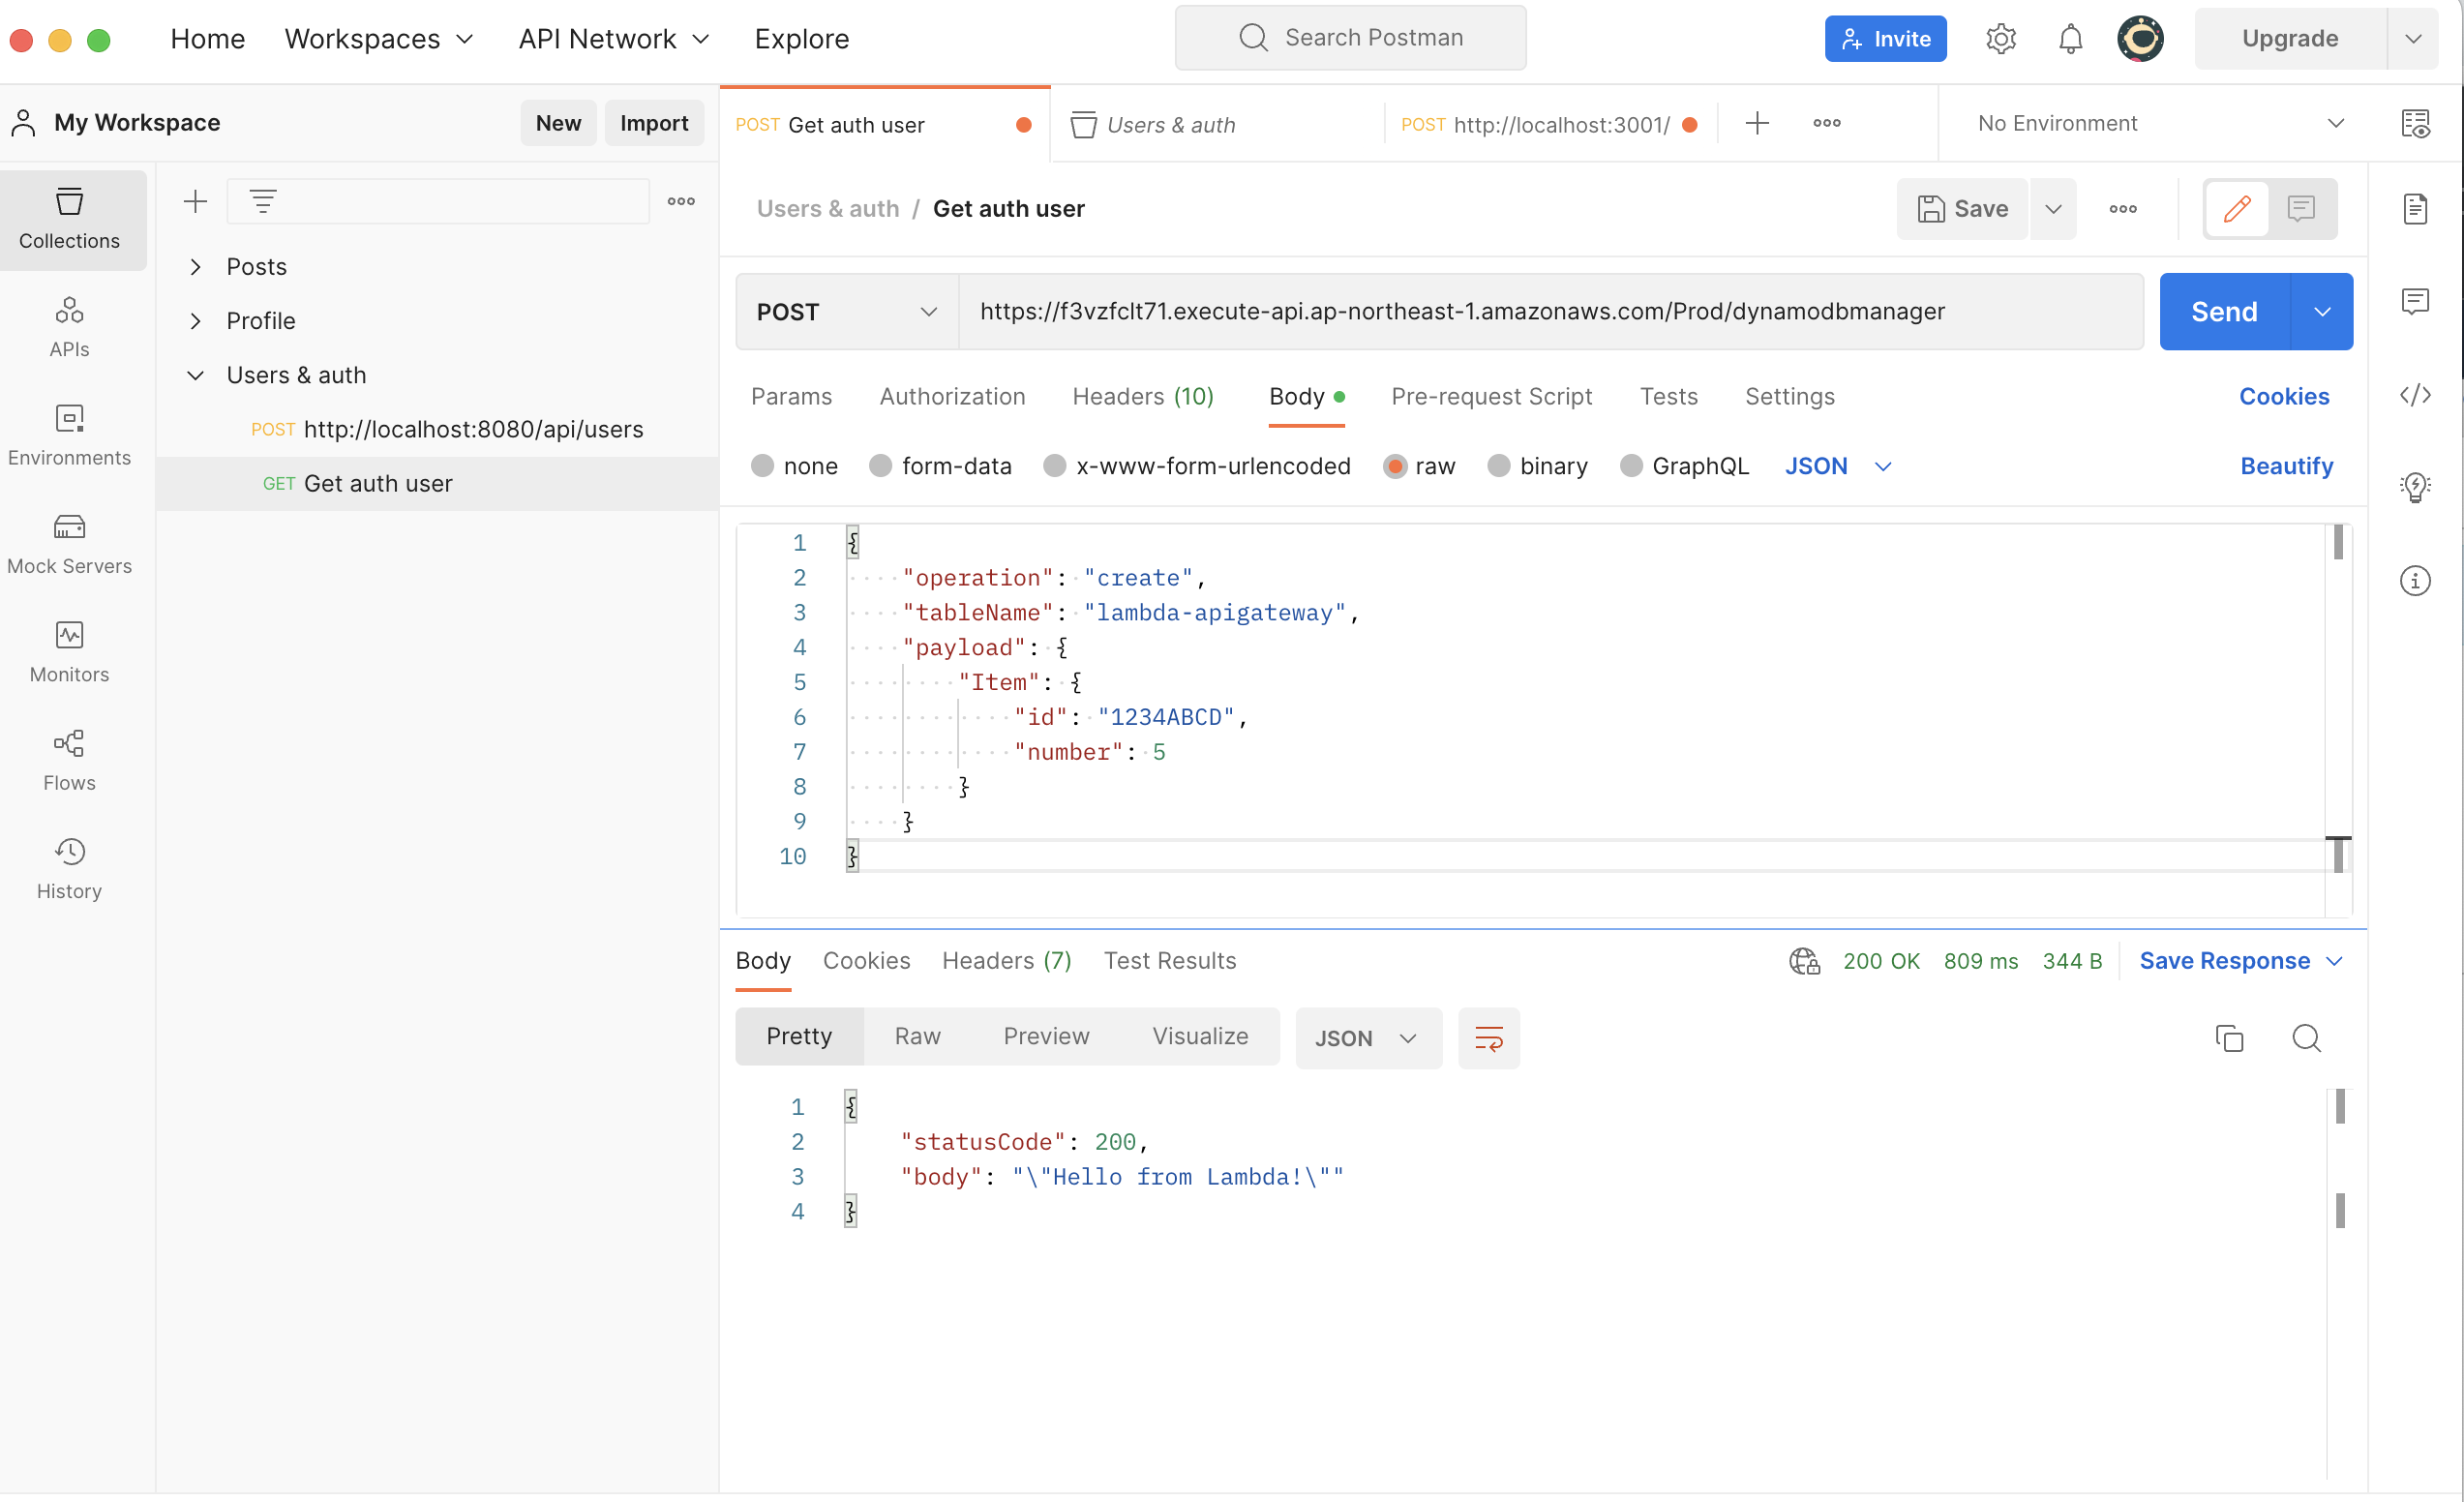 Home Workspaces API Network Explore Search Postman Invite Upgrade
My Workspace New Import
POST Get auth user Users & auth POST http://localhost:3001/ No Environment
Collections
APIs
Environments
Mock Servers
Monitors
Flows
History
Posts
Profile
Users & auth
POST http://localhost:8080/api/users
GET Get auth user
Users & auth / Get auth user Save
POST https://f3vzfclt71.execute-api.ap-northeast-1.amazonaws.com/Prod/dynamodbmanager Send
Params Authorization Headers (10) Body Pre-request Script Tests Settings Cookies
none form-data x-www-form-urlencoded raw binary GraphQL JSON Beautify
1 {
2 "operation": "create",
3 "tableName": "lambda-apigateway",
4 "payload": {
5 "Item": {
6 "id": "1234ABCD",
7 "number": 5
8 }
9 }
10 }
Body Cookies Headers (7) Test Results 200 OK 809 ms 344 B Save Response
Pretty Raw Preview Visualize JSON
1 {
2 "statusCode": 200,
3 "body": "\"Hello from Lambda!\""
4 }